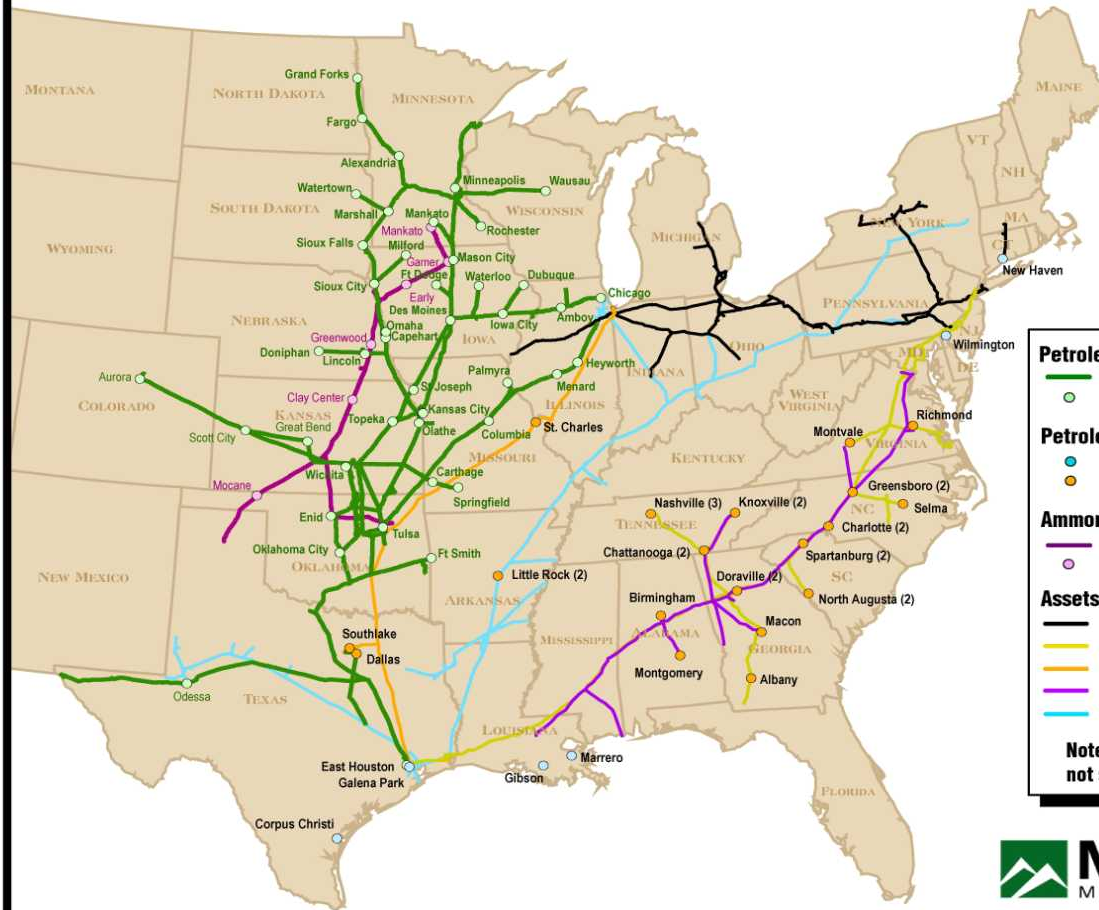 MONTANA
NORTH DAKOTA
MINNESOTA
MAINE
Grand Forks
Fargo
Alexandria
VT
NH
Watertown
Minneapolis
Wausau
SOUTH DAKOTA
Marshall
Mankato
WISCONSIN
NEW YORK
MA
Mankato
Rochester
MICHIGAN
CT
WYOMING
Sioux Falls
Milford
Garner
Mason City
New Haven
Sioux City
Ft Dodge
Waterloo
Dubuque
Early
Chicago
PENNSYLVANIA
Des Moines
Amboy
NEBRASKA
Omaha
Iowa City
NJ
Greenwood
Capehart
IOWA
OHIO
Wilmington
Doniphan
Lincoln
Heyworth
MD
DE
Aurora
Palmyra
Menard
INDIANA
St Joseph
WEST
VIRGINIA
COLORADO
Clay Center
KANSAS
Kansas City
ILLINOIS
Richmond
Scott City
Great Bend
Topeka
Olathe
Columbia
St. Charles
Montvale
VIRGINIA
MISSOURI
KENTUCKY
Wichita
Carthage
Mocane
Springfield
Greensboro (2)
Nashville (3)
Knoxville (2)
Selma
Enid
TENNESSEE
NC
Tulsa
Charlotte (2)
Oklahoma City
Ft Smith
Chattanooga (2)
Spartanburg (2)
NEW MEXICO
OKLAHOMA
Little Rock (2)
Doraville (2)
SC
ARKANSAS
Birmingham
North Augusta (2)
Southlake
MISSISSIPPI
ALABAMA
Macon
Dallas
GEORGIA
Montgomery
Albany
Odessa
TEXAS
LOUISIANA
East Houston
Galena Park
Marrero
Gibson
FLORIDA
Corpus Christi
Petrole
Petrole
Ammor
Assets
Note
not s
N
M